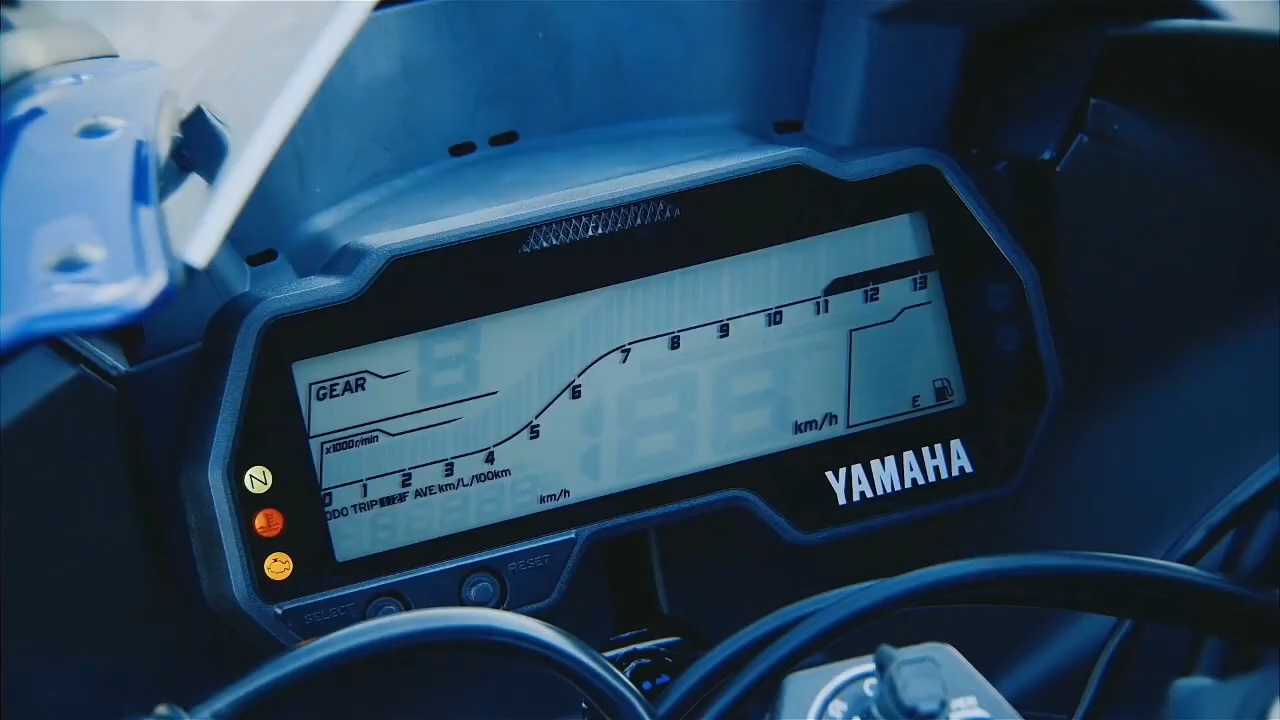 GEAR
x1000 r/min
0 1 2 3 4 5 6 7 8 9 10 11 12 13
ODO TRIP F AVE km/L/100km
km/h
km/h
E
N
YAMAHA
SELECT
RESET